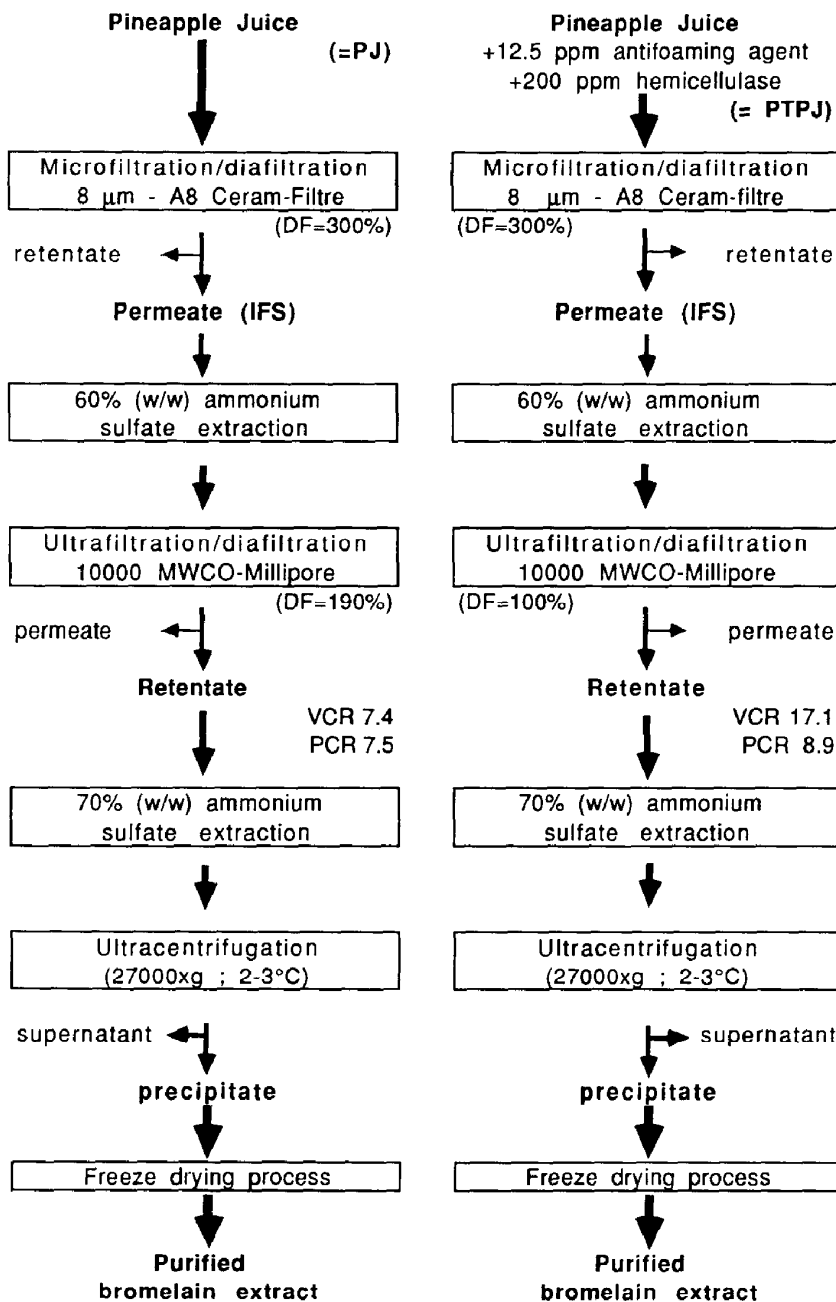 Pineapple Juice
(=PJ)
Microfiltration/diafiltration
8 µm - A8 Ceram-Filtre
(DF=300%)
retentate
Permeate (IFS)
60% (w/w) ammonium
sulfate extraction
Ultrafiltration/diafiltration
10000 MWCO-Millipore
(DF=190%)
permeate
Retentate
VCR 7.4
PCR 7.5
70% (w/w) ammonium
sulfate extraction
Ultracentrifugation
(27000xg ; 2-3°C)
supernatant
precipitate
Freeze drying process
Purified
bromelain extract
Pineapple Juice
+12.5 ppm antifoaming agent
+200 ppm hemicellulase
(= PTPJ)
Microfiltration/diafiltration
8 µm - A8 Ceram-filtre
(DF=300%)
retentate
Permeate (IFS)
60% (w/w) ammonium
sulfate extraction
Ultrafiltration/diafiltration
10000 MWCO-Millipore
(DF=100%)
permeate
Retentate
VCR 17.1
PCR 8.9
70% (w/w) ammonium
sulfate extraction
Ultracentrifugation
(27000xg ; 2-3°C)
supernatant
precipitate
Freeze drying process
Purified
bromelain extract